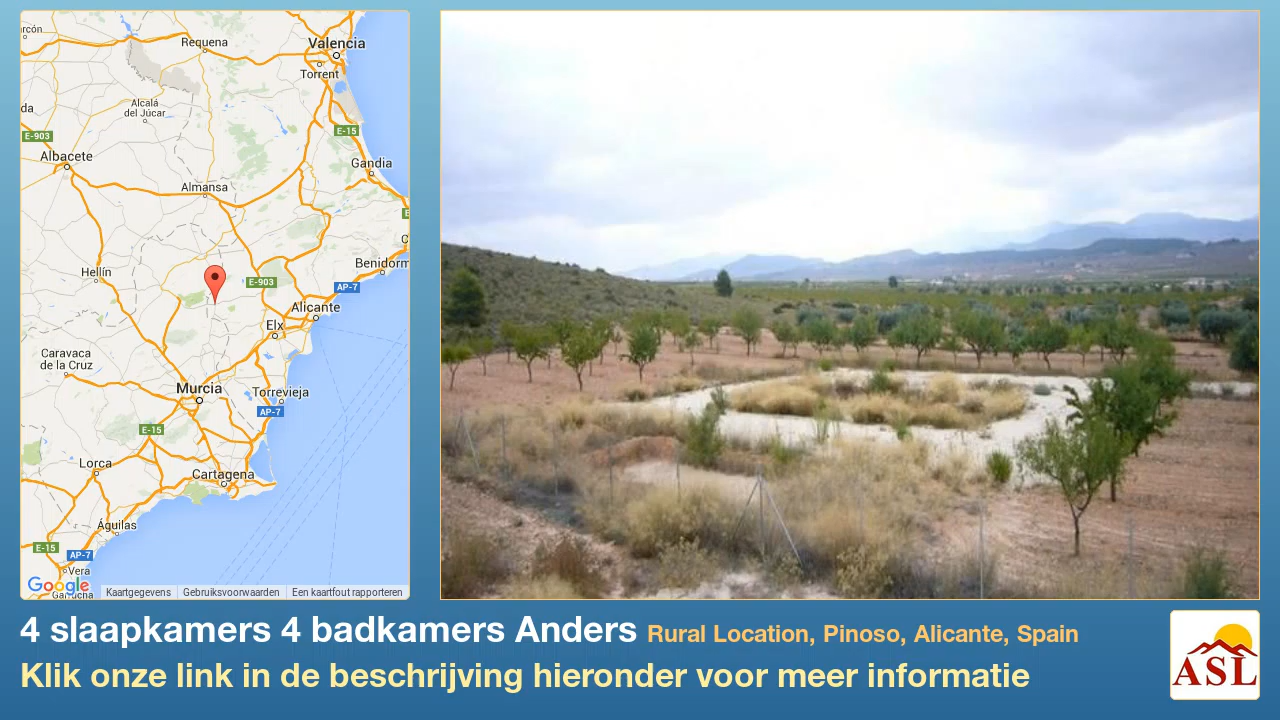 rcón
Requena
Valencia
Torrent
da
Alcalá
del Júcar
E-903
E-15
Albacete
Gandia
Almansa
E
C
Hellín
E-903
Benidorm
AP-7
Alicante
Elx
Caravaca
de la Cruz
Murcia
Torrevieja
AP-7
E-15
Lorca
Cartagena
Águilas
E-15
AP-7
Vera
Google
Garrucha
Kaartgegevens Gebruiksvoorwaarden Een kaartfout rapporteren
4 slaapkamers 4 badkamers Anders Rural Location, Pinoso, Alicante, Spain
Klik onze link in de beschrijving hieronder voor meer informatie
ASL